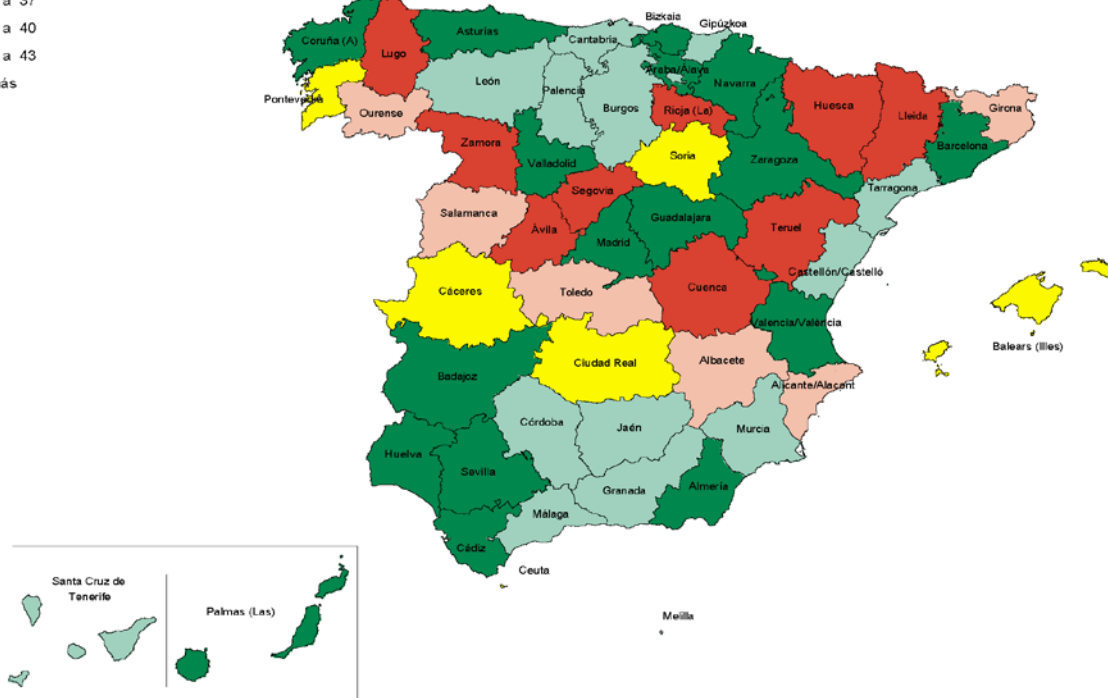 a 37
a 40
a 43
ás
Bizkaia
Gipúzkoa
Coruña (A)
Asturias
Cantabria
Lugo
León
Palencia
Araba/Alava
Navarra
Pontevedra
Ourense
Burgos
Rioja (La)
Huesca
Lleida
Girona
Zamora
Valladolid
Soria
Zaragoza
Barcelona
Segovia
Tarragona
Salamanca
Ávila
Madrid
Guadalajara
Teruel
Castellón/Castelló
Cáceres
Toledo
Cuenca
Valencia/València
Balears (Illes)
Ciudad Real
Albacete
Badajoz
Alicante/Alacant
Córdoba
Jaén
Murcia
Huelva
Sevilla
Granada
Almería
Málaga
Cádiz
Ceuta
Santa Cruz de
Tenerife
Palmas (Las)
Melilla